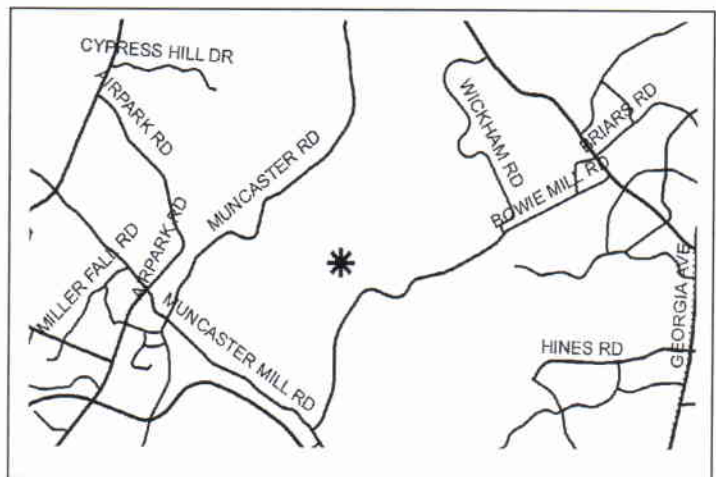 CYPRESS HILL DR
AIRPARK RD
MUNCASTER RD
WICKHAM RD
BRIARS RD
BOWIE MILL RD
AIRPARK RD
MILLER FALL RD
MUNCASTER MILL RD
HINES RD
GEORGIA AVE